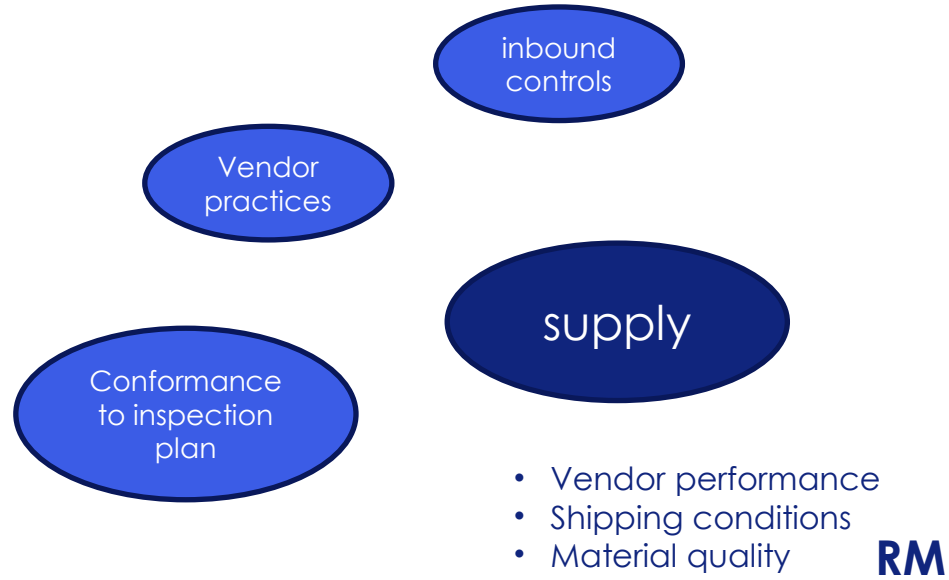 inbound
controls
Vendor
practices
supply
Conformance
to inspection
plan
• Vendor performance
• Shipping conditions
• Material quality
RM